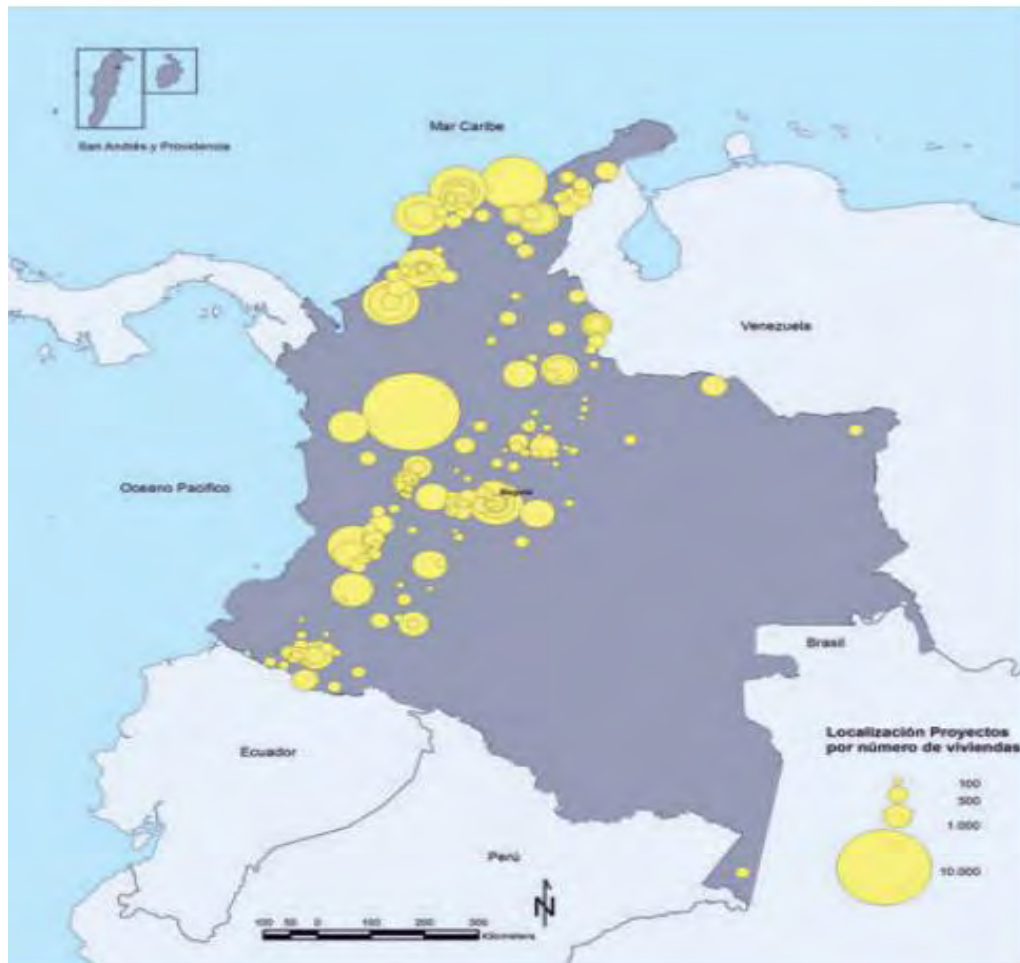 Mar Caribe
San Andrés y Providencia
Venezuela
Oceano Pacifico
Bogotá
Brasil
Ecuador
Perú
Localización Proyectos
por número de viviendas
100
500
1.000
10.000
N
100 50 0 100 200 300
Kilometers